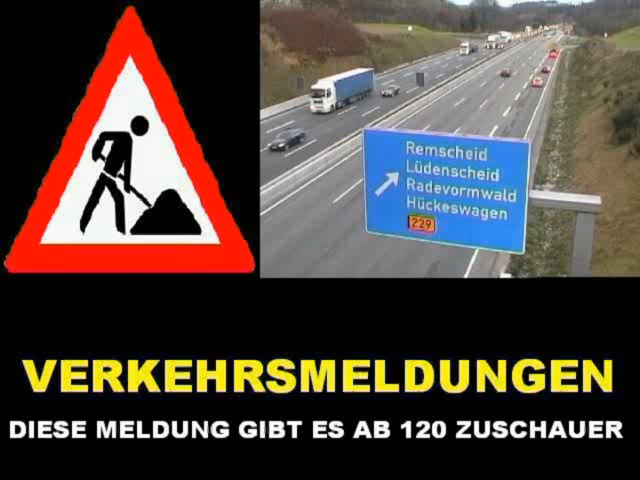 Remscheid
Lüdenscheid
Radevormwald
Hückeswagen
229
VERKEHRSMELDUNGEN
DIESE MELDUNG GIBT ES AB 120 ZUSCHAUER